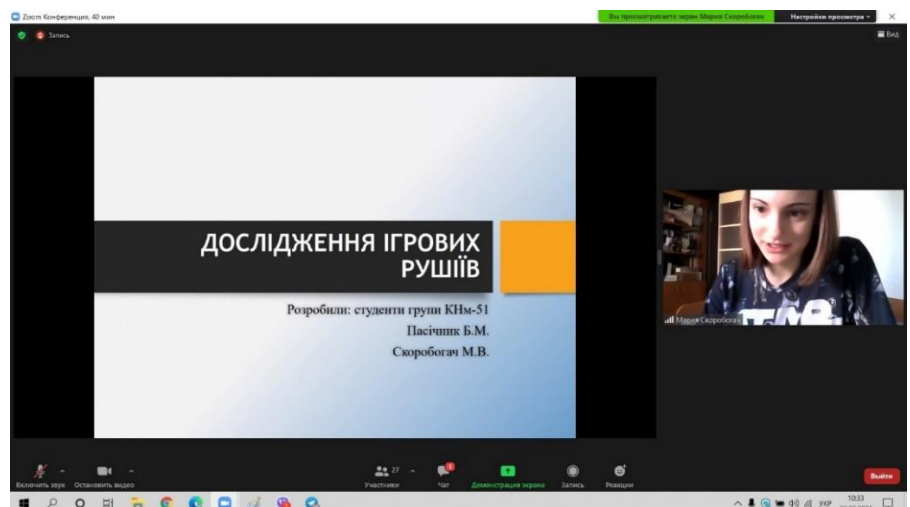 Zoom Конференция, 40 мин
Вы просматриваете экран Мария Скоробогач
Настройки просмотра
Запись
Вид
ДОСЛІДЖЕННЯ ІГРОВИХ
РУШІЇВ
Розробили: студенти групи КНм-51
Пасічник Б.М.
Скоробогач М.В.
Мария Скоробогач
Включить звук
Остановить видео
27
Участники
Чат
Демонстрация экрана
Запись
Реакции
Выйти
УКР
10:33